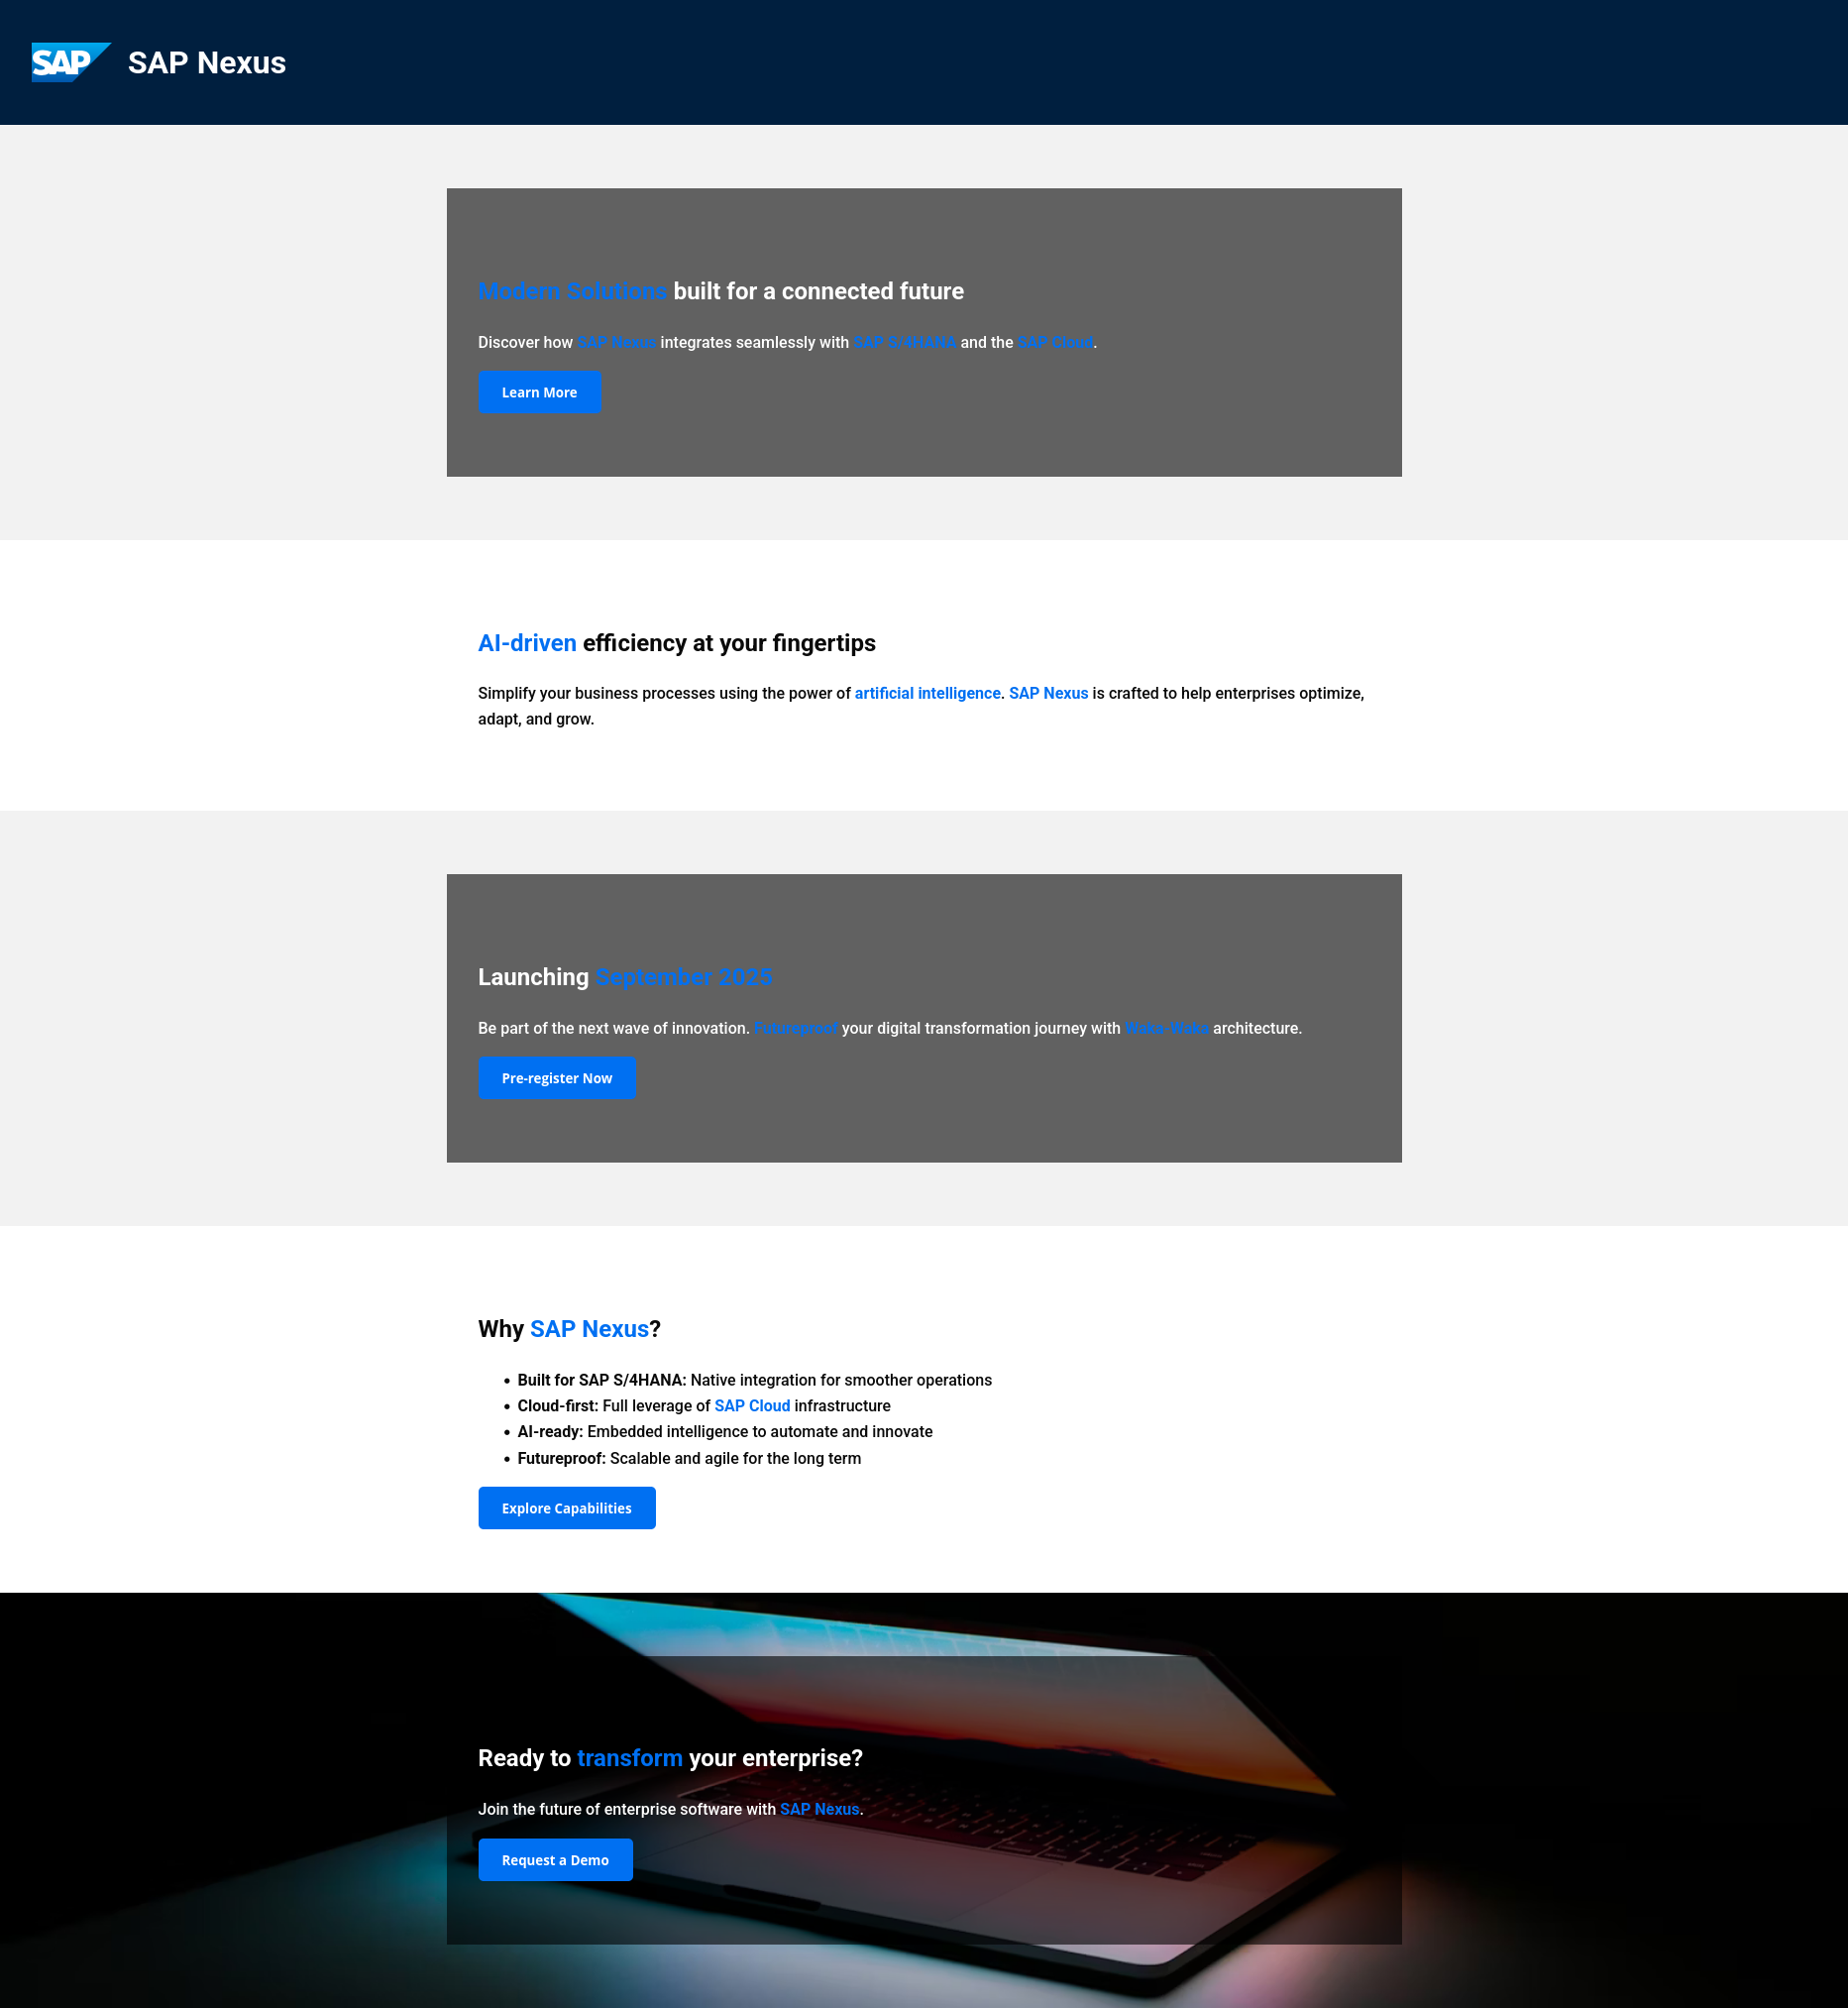 SAP
SAP Nexus
Modern Solutions built for a connected future
Discover how SAP Nexus integrates seamlessly with SAP S/4HANA and the SAP Cloud.
Learn More
AI-driven efficiency at your fingertips
Simplify your business processes using the power of artificial intelligence. SAP Nexus is crafted to help enterprises optimize,
adapt, and grow.
Launching September 2025
Be part of the next wave of innovation. Futureproof your digital transformation journey with Waka-Waka architecture.
Pre-register Now
Why SAP Nexus?
• Built for SAP S/4HANA: Native integration for smoother operations
• Cloud-first: Full leverage of SAP Cloud infrastructure
• AI-ready: Embedded intelligence to automate and innovate
• Futureproof: Scalable and agile for the long term
Explore Capabilities
Ready to transform your enterprise?
Join the future of enterprise software with SAP Nexus.
Request a Demo